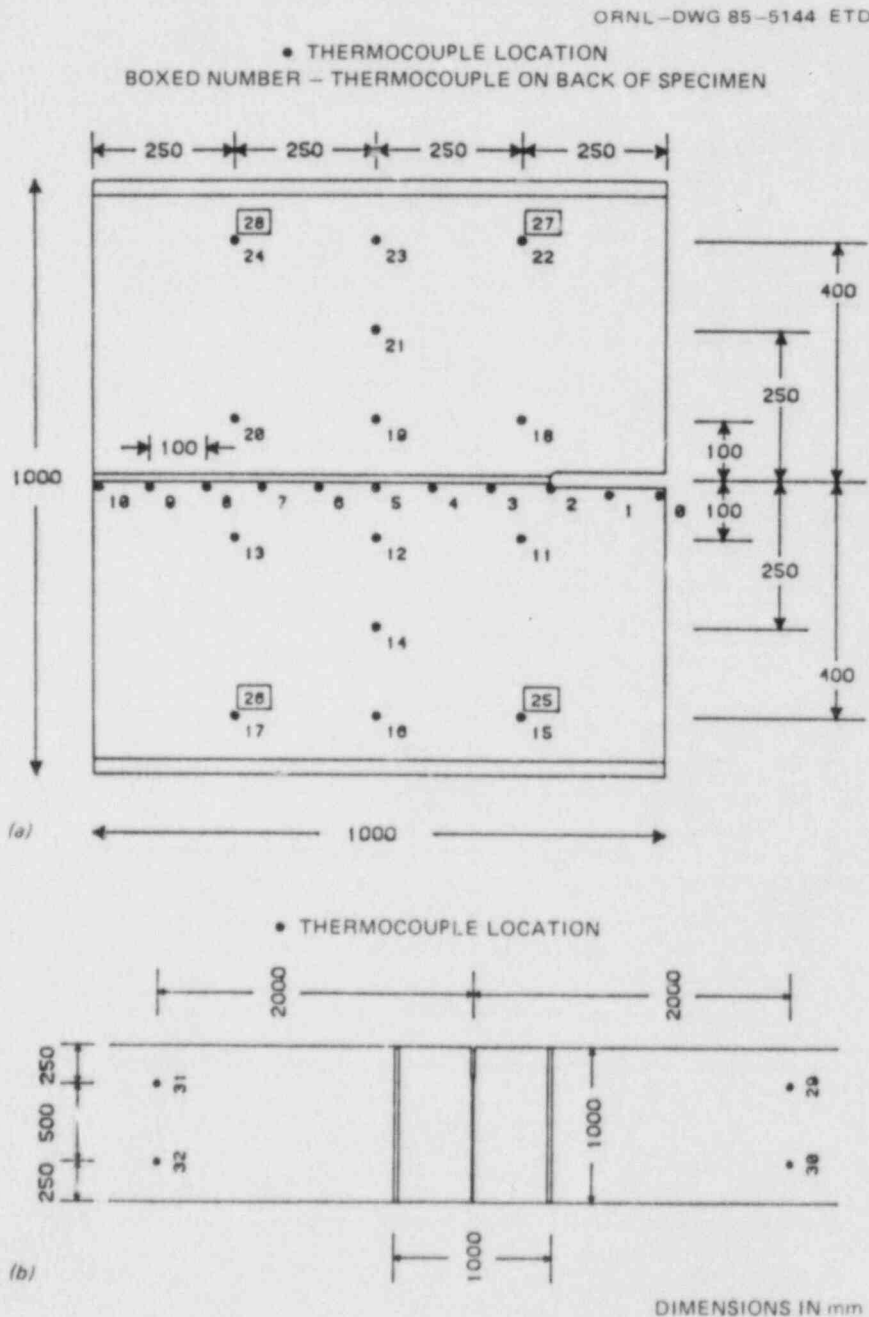 ORNL-DWG 85-5144 ETD
• THERMOCOUPLE LOCATION
BOXED NUMBER – THERMOCOUPLE ON BACK OF SPECIMEN
250 250 250 250
28 27
24 23 22
400
21
250
20 19 18
100
100
1000
10 9 8 7 6 5 4 3 2 1 0
100
13 12 11
250
14
400
26 25
17 16 15
(a)
1000
• THERMOCOUPLE LOCATION
2000 2000
250
31 29
500
1000
32 30
250
1000
(b)
DIMENSIONS IN mm